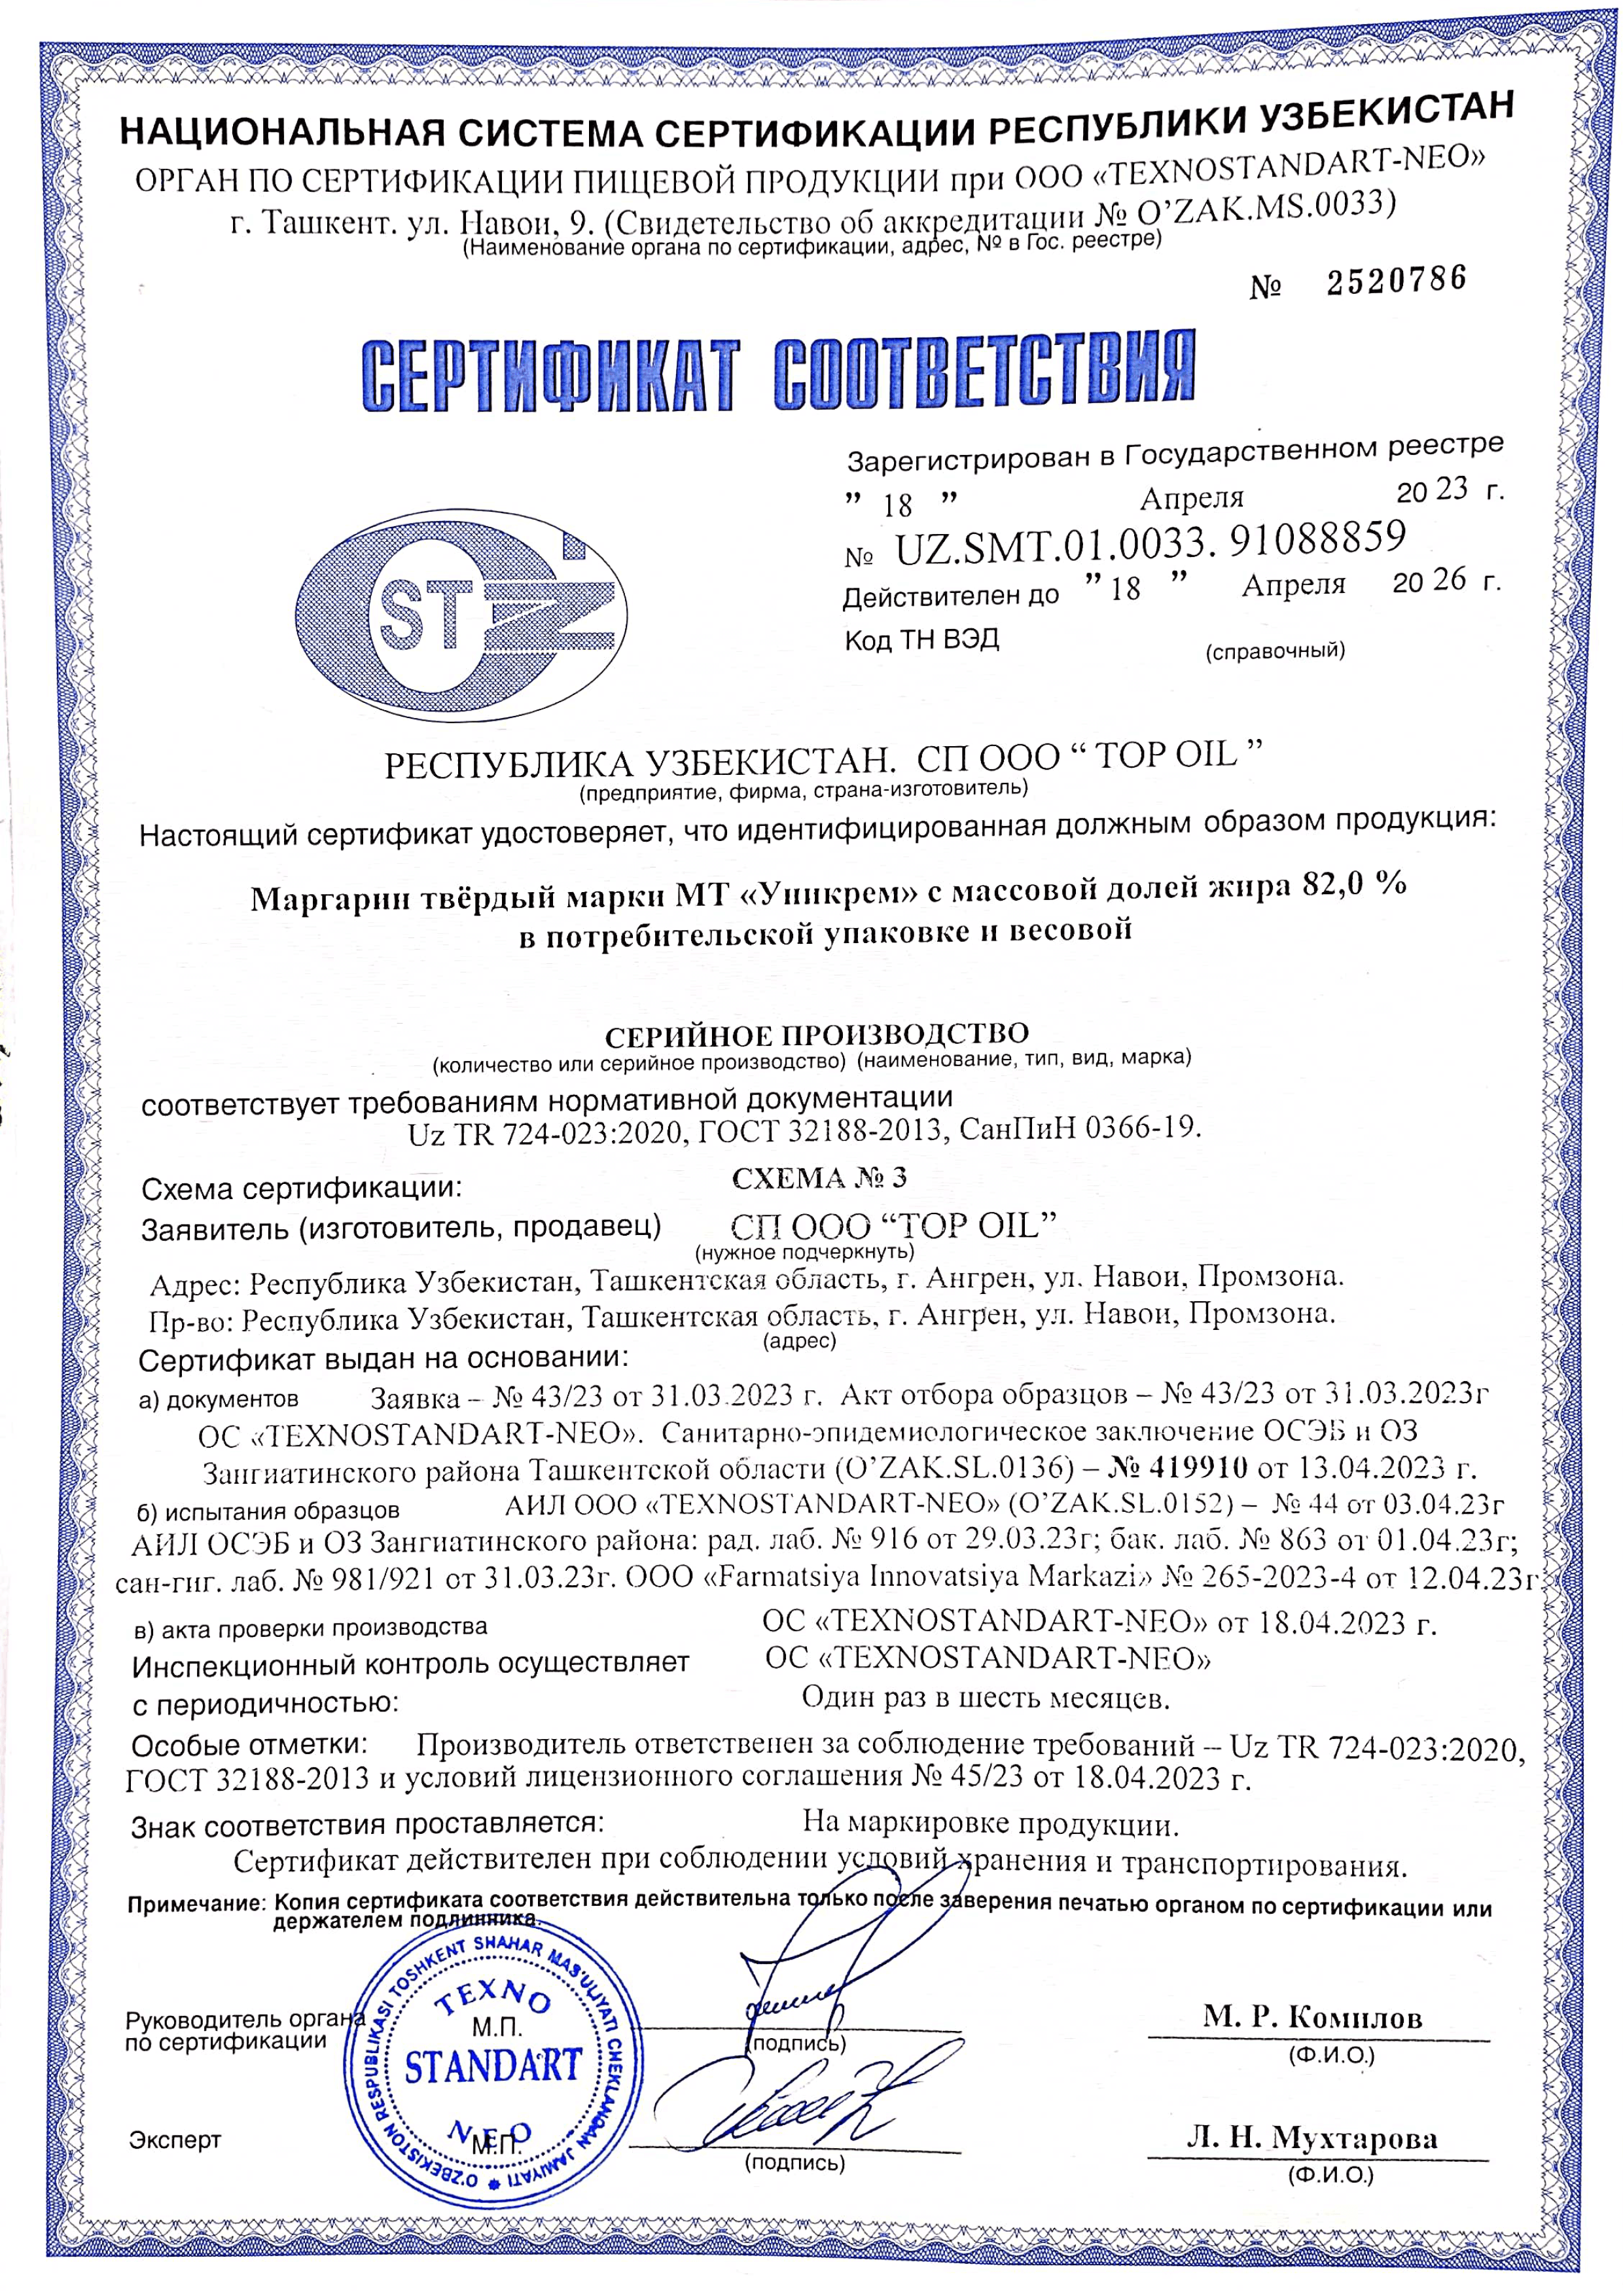 НАЦИОНАЛЬНАЯ СИСТЕМА СЕРТИФИКАЦИИ РЕСПУБЛИКИ УЗБЕКИСТАН
ОРГАН ПО СЕРТИФИКАЦИИ ПИЩЕВОЙ ПРОДУКЦИИ при ООО «TEXNOSTANDART-NEO»
г. Ташкент. ул. Навои, 9. (Свидетельство об аккредитации № O’ZAK.MS.0033)
(Наименование органа по сертификации, адрес, № в Гос. реестре)
№ 2520786
СЕРТИФИКАТ СООТВЕТСТВИЯ
Зарегистрирован в Государственном реестре
” 18 ” Апреля 20 23 г.
№ UZ.SMT.01.0033. 91088859
Действителен до ” 18 ” Апреля 20 26 г.
Код ТН ВЭД
(справочный)
ST
РЕСПУБЛИКА УЗБЕКИСТАН. СП ООО “ TOP OIL ”
(предприятие, фирма, страна-изготовитель)
Настоящий сертификат удостоверяет, что идентифицированная должным образом продукция:
Маргарин твёрдый марки МТ «Уникрем» с массовой долей жира 82,0 %
в потребительской упаковке и весовой
СЕРИЙНОЕ ПРОИЗВОДСТВО
(количество или серийное производство) (наименование, тип, вид, марка)
соответствует требованиям нормативной документации
Uz TR 724-023:2020, ГОСТ 32188-2013, СанПиН 0366-19.
Схема сертификации: СХЕМА № 3
Заявитель (изготовитель, продавец) СП ООО “TOP OIL”
(нужное подчеркнуть)
Адрес: Республика Узбекистан, Ташкентская область, г. Ангрен, ул. Навои, Промзона.
Пр-во: Республика Узбекистан, Ташкентская область, г. Ангрен, ул. Навои, Промзона.
(адрес)
Сертификат выдан на основании:
а) документов Заявка – № 43/23 от 31.03.2023 г. Акт отбора образцов – № 43/23 от 31.03.2023г
ОС «TEXNOSTANDART-NEO». Санитарно-эпидемиологическое заключение ОСЭБ и ОЗ
Зангиатинского района Ташкентской области (O’ZAK.SL.0136) – № 419910 от 13.04.2023 г.
б) испытания образцов АИЛ ООО «TEXNOSTANDART-NEO» (O’ZAK.SL.0152) – № 44 от 03.04.23г
АИЛ ОСЭБ и ОЗ Зангиатинского района: рад. лаб. № 916 от 29.03.23г; бак. лаб. № 863 от 01.04.23г;
сан-гиг. лаб. № 981/921 от 31.03.23г. ООО «Farmatsiya Innovatsiya Markazi» № 265-2023-4 от 12.04.23г
в) акта проверки производства ОС «TEXNOSTANDART-NEO» от 18.04.2023 г.
Инспекционный контроль осуществляет ОС «TEXNOSTANDART-NEO»
с периодичностью: Один раз в шесть месяцев.
Особые отметки: Производитель ответственен за соблюдение требований – Uz TR 724-023:2020,
ГОСТ 32188-2013 и условий лицензионного соглашения № 45/23 от 18.04.2023 г.
Знак соответствия проставляется: На маркировке продукции.
Сертификат действителен при соблюдении условий хранения и транспортирования.
Примечание: Копия сертификата соответствия действительна только после заверения печатью органом по сертификации или
держателем подлинника.
Руководитель органа
по сертификации
М.П.
(подпись)
М. Р. Комилов
(Ф.И.О.)
Эксперт
М.П.
(подпись)
Л. Н. Мухтарова
(Ф.И.О.)
O'ZBEKISTON RESPUBLIKASI TOSHKENT SHAHAR MAS'ULIYATI CHEKLANGAN JAMIYATI
TEXNO
STANDART
NEO